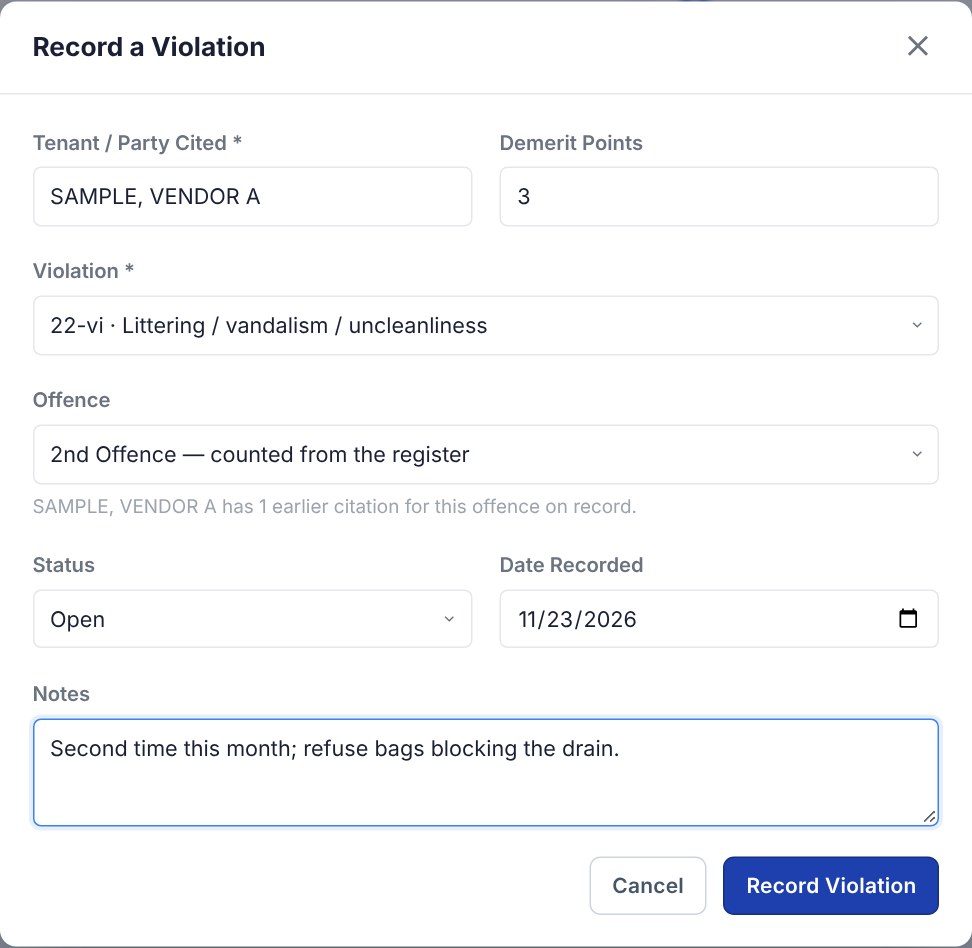 Record a Violation
Tenant / Party Cited *
Demerit Points
SAMPLE, VENDOR A
3
Violation *
22-vi · Littering / vandalism / uncleanliness
Offence
2nd Offence — counted from the register
SAMPLE, VENDOR A has 1 earlier citation for this offence on record.
Status
Date Recorded
Open
11/23/2026
Notes
Second time this month; refuse bags blocking the drain.
Cancel
Record Violation